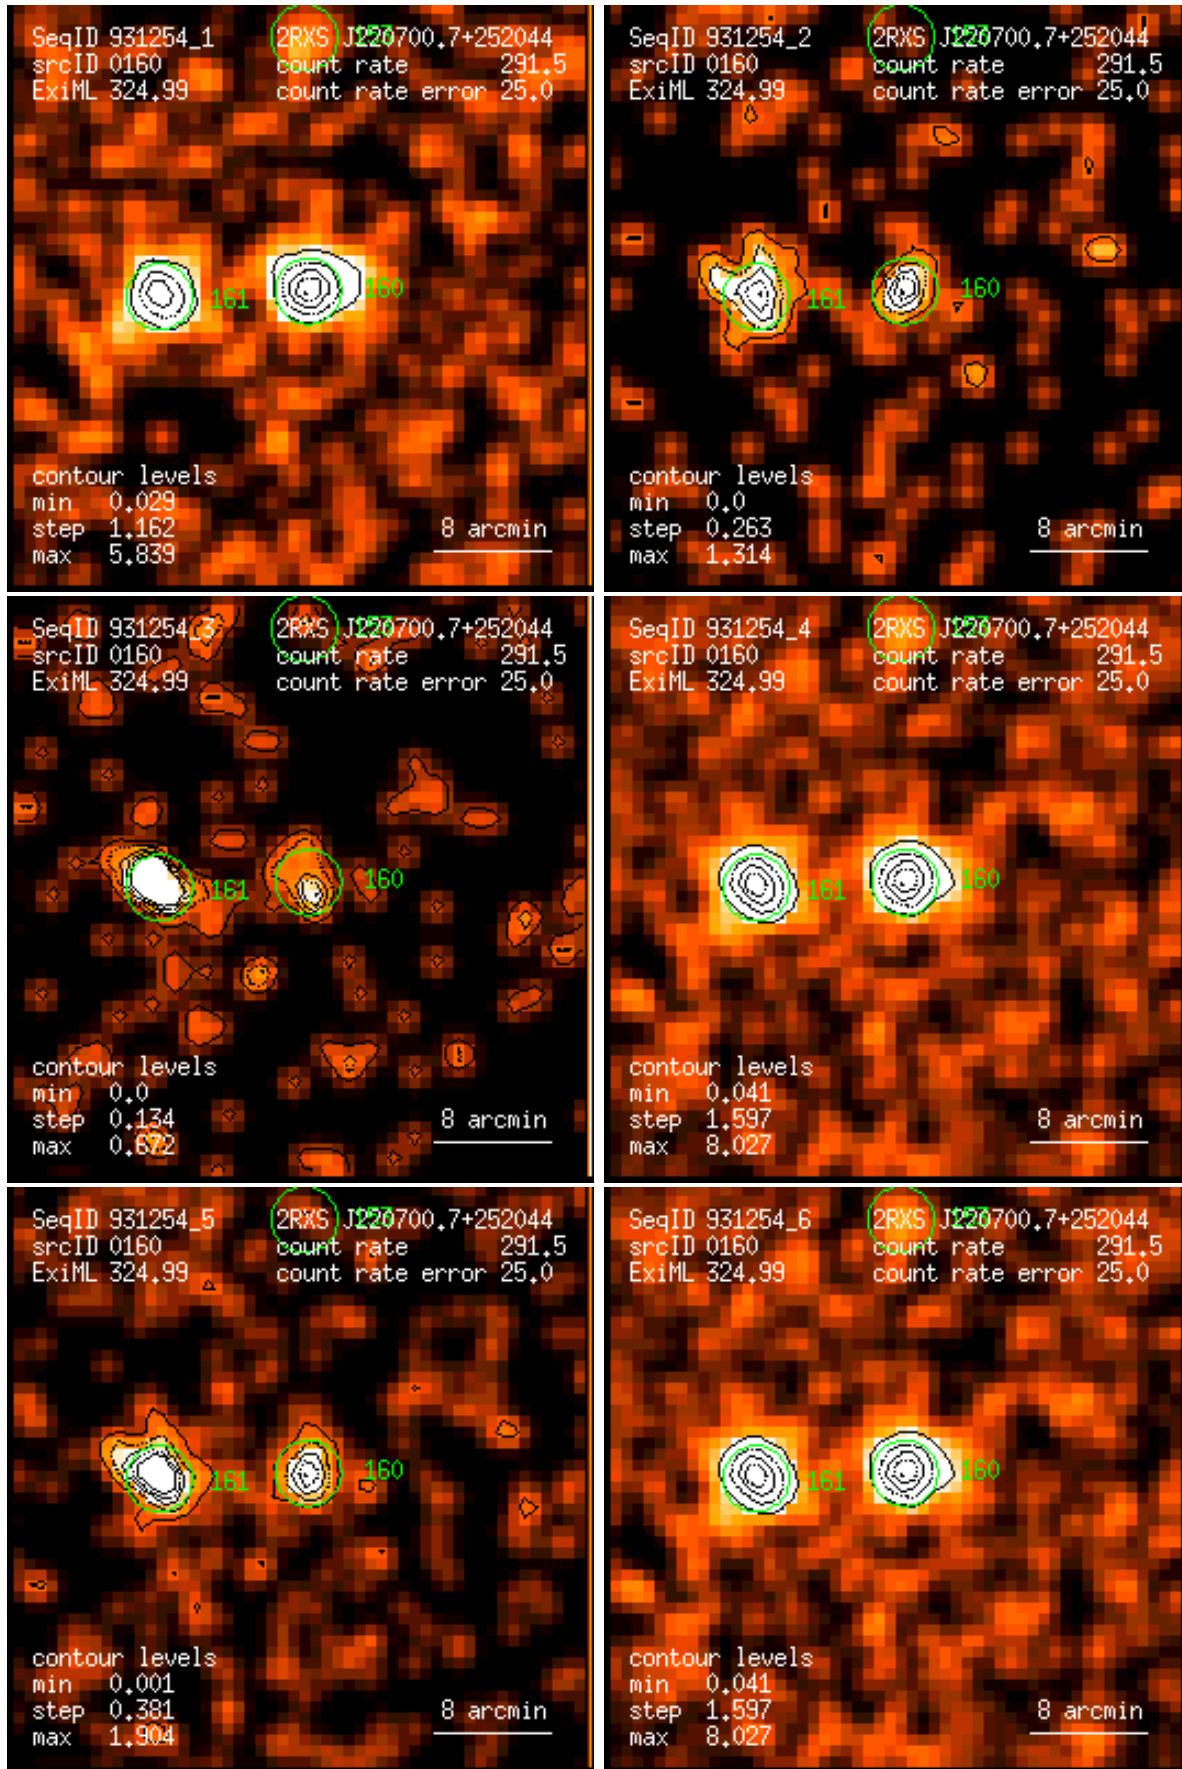 SeqID 931254_1 2RXS J220700.7+252044
srcID 0160 count rate 291.5
ExiML 324.99 count rate error 25.0
161 160
contour levels
min 0.029
step 1.162 8 arcmin
max 5.839
SeqID 931254_2 2RXS J220700.7+252044
srcID 0160 count rate 291.5
ExiML 324.99 count rate error 25.0
161 160
contour levels
min 0.0
step 0.263 8 arcmin
max 1.314
SeqID 931254_3 2RXS J220700.7+252044
srcID 0160 count rate 291.5
ExiML 324.99 count rate error 25.0
161 160
contour levels
min 0.0
step 0.134 8 arcmin
max 0.672
SeqID 931254_4 2RXS J220700.7+252044
srcID 0160 count rate 291.5
ExiML 324.99 count rate error 25.0
161 160
contour levels
min 0.041
step 1.597 8 arcmin
max 8.027
SeqID 931254_5 2RXS J220700.7+252044
srcID 0160 count rate 291.5
ExiML 324.99 count rate error 25.0
161 160
contour levels
min 0.001
step 0.381 8 arcmin
max 1.904
SeqID 931254_6 2RXS J220700.7+252044
srcID 0160 count rate 291.5
ExiML 324.99 count rate error 25.0
161 160
contour levels
min 0.041
step 1.597 8 arcmin
max 8.027